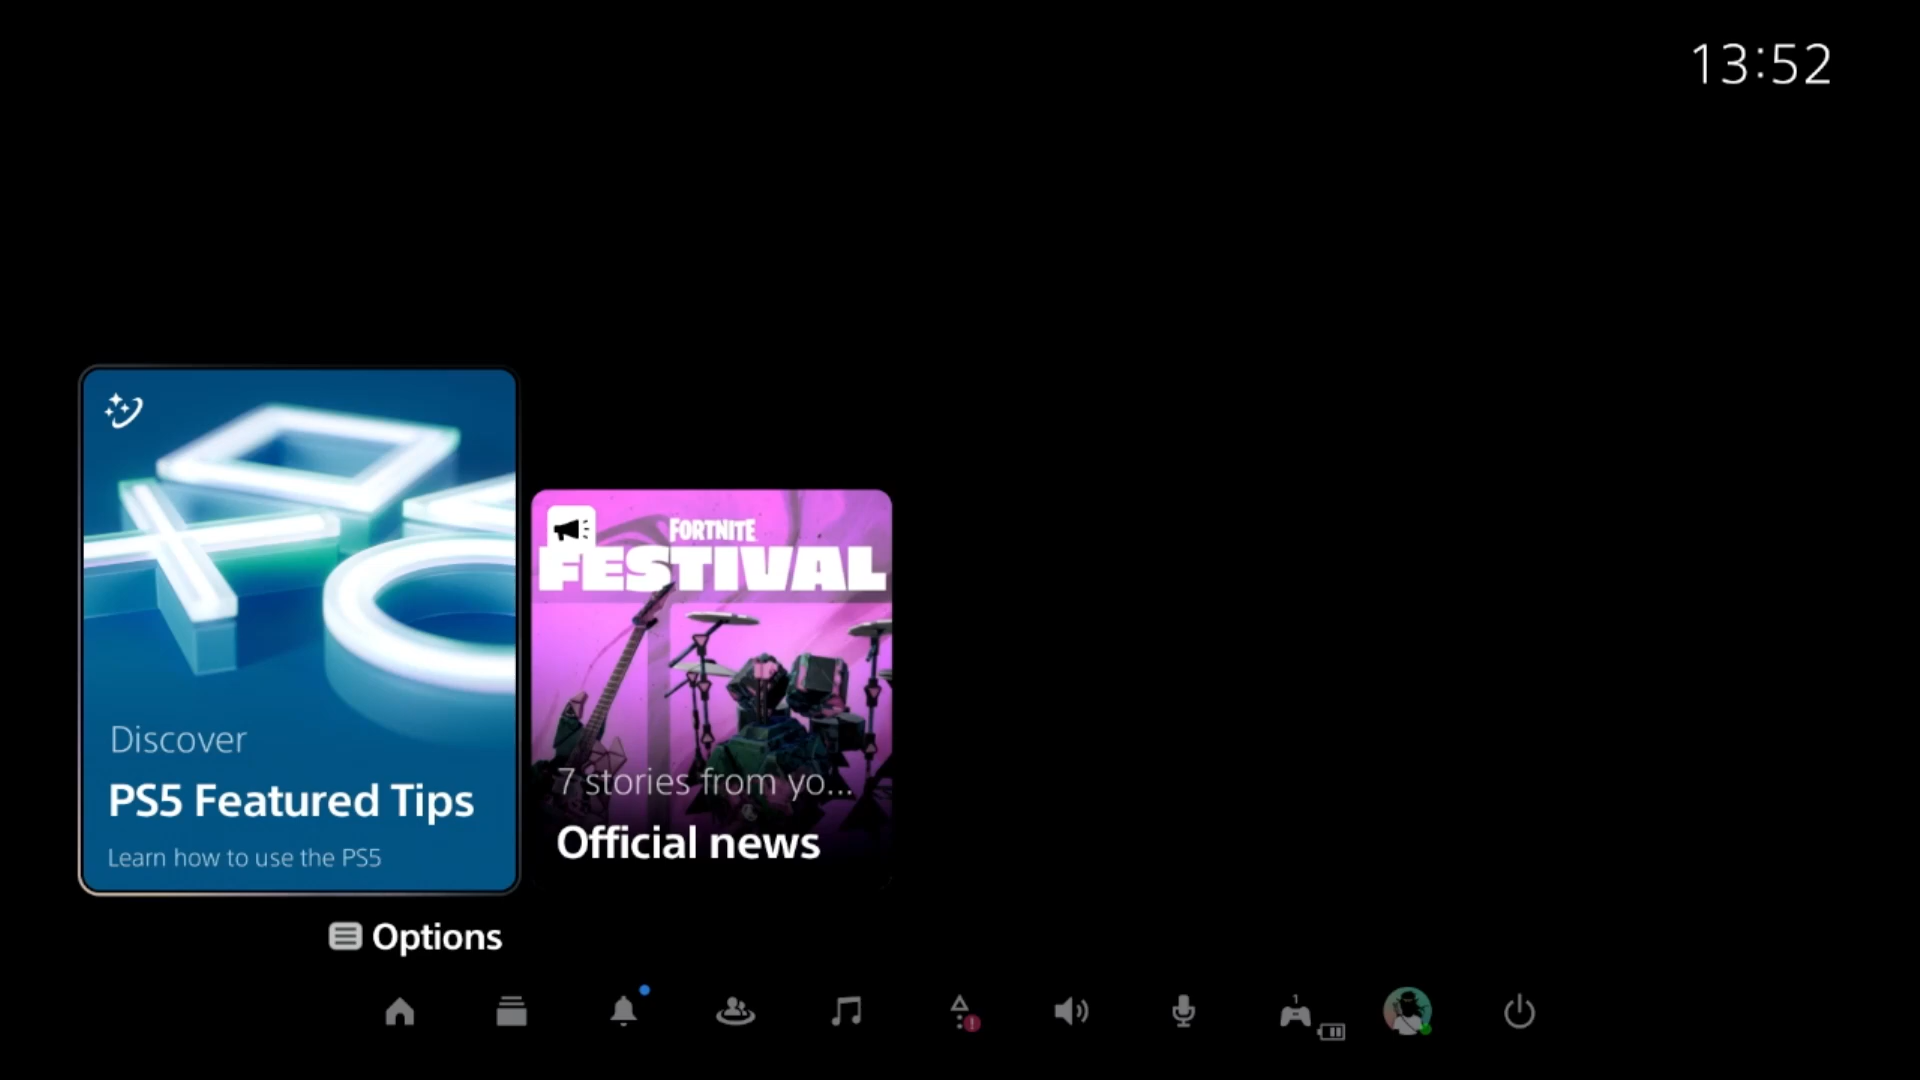 13:52
FORTNITE
FESTIVAL
Discover
PS5 Featured Tips
Learn how to use the PS5
7 stories from yo...
Official news
Options
1